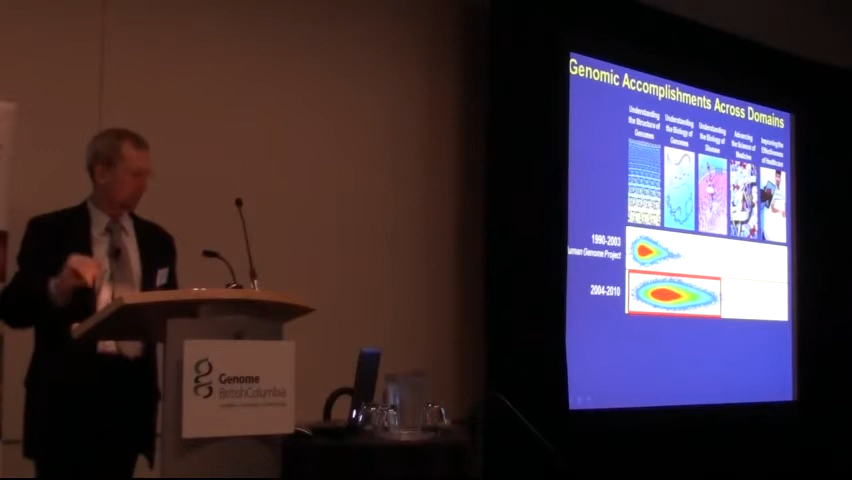 Genomic Accomplishments Across Domains
Understanding
the Structure of
Genomes
Understanding
the Biology of
Genomes
Understanding
the Biology of
Disease
Advancing
the Science of
Medicine
Improving the
Effectiveness
of Healthcare
1990-2003
Human Genome Project
2004-2010
Genome
BritishColumbia